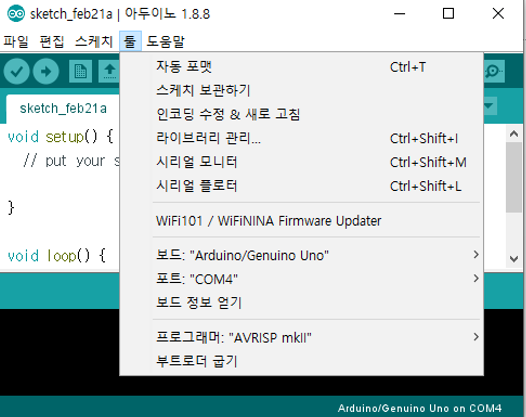 sketch_feb21a | 아두이노 1.8.8
파일 편집 스케치 툴 도움말
sketch_feb21a
void setup() {
// put your s
}
void loop() {
자동 포맷 Ctrl+T
스케치 보관하기
인코딩 수정 & 새로 고침
라이브러리 관리... Ctrl+Shift+I
시리얼 모니터 Ctrl+Shift+M
시리얼 플로터 Ctrl+Shift+L
WiFi101 / WiFiNINA Firmware Updater
보드: "Arduino/Genuino Uno"
포트: "COM4"
보드 정보 얻기
프로그래머: "AVRISP mkII"
부트로더 굽기
Arduino/Genuino Uno on COM4